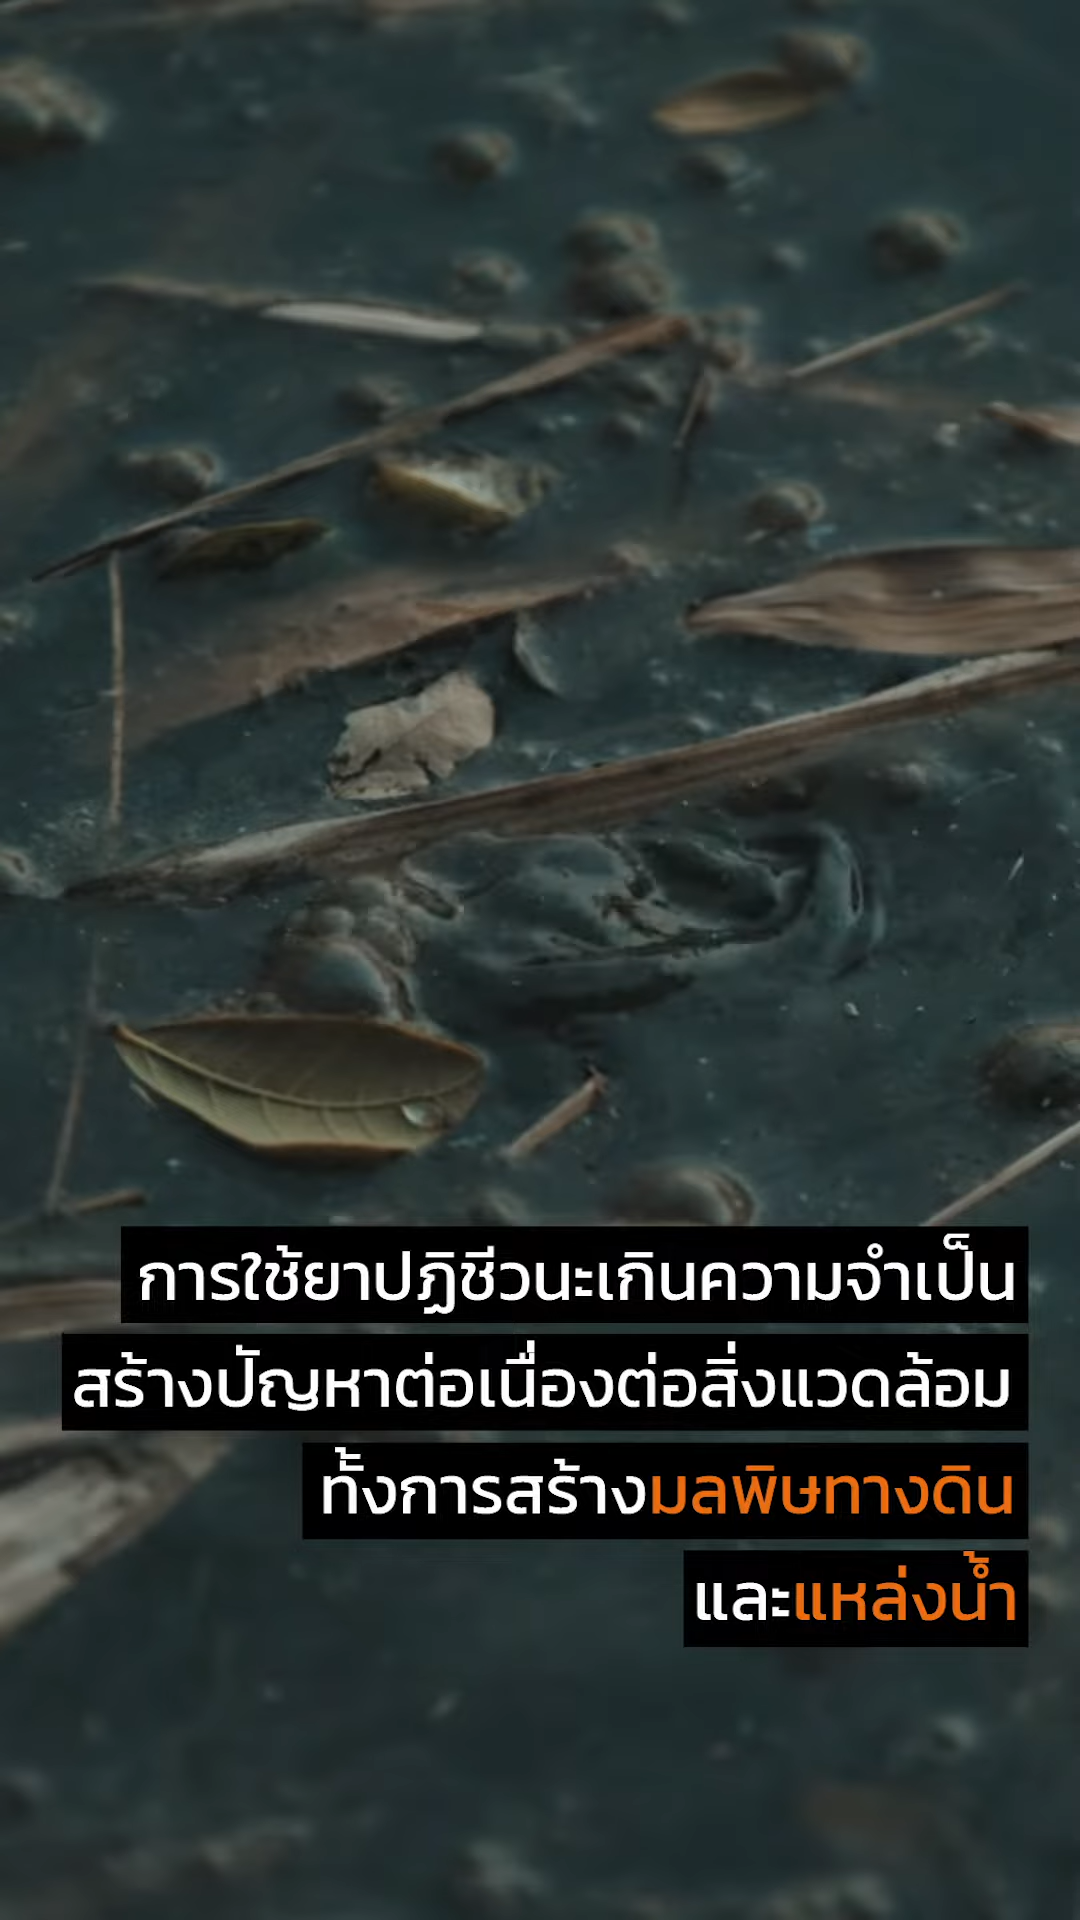 การใช้ยาปฏิชีวนะเกินความจำเป็น
สร้างปัญหาต่อเนื่องต่อสิ่งแวดล้อม
ทั้งการสร้างมลพิษทางดิน
และแหล่งน้ำ